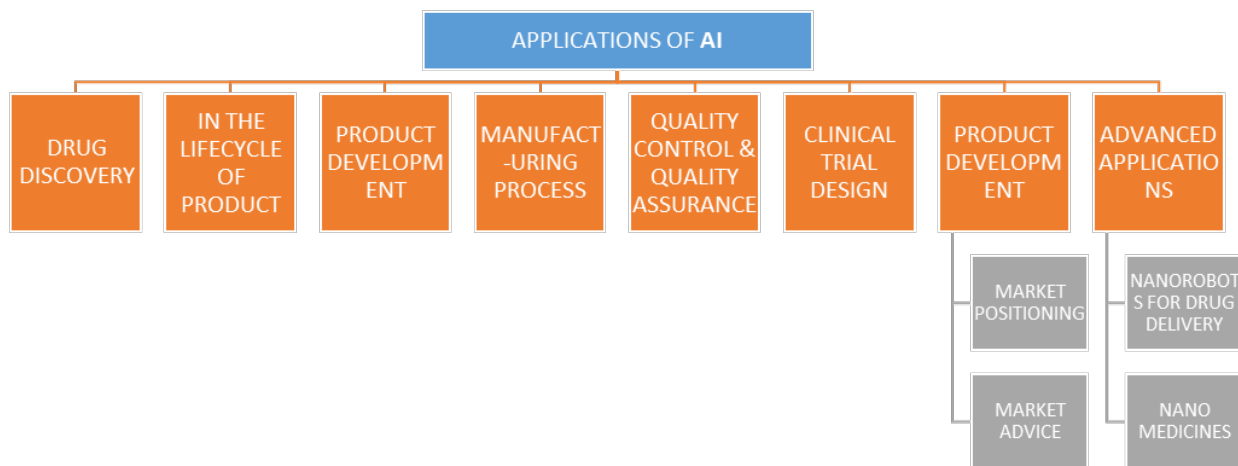 APPLICATIONS OF AI
DRUG
DISCOVERY
IN THE
LIFECYCLE
OF
PRODUCT
PRODUCT
DEVELOPM
ENT
MANUFACT
-URING
PROCESS
QUALITY
CONTROL &
QUALITY
ASSURANCE
CLINICAL
TRIAL
DESIGN
PRODUCT
DEVELOPM
ENT
ADVANCED
APPLICATIO
NS
MARKET
POSITIONING
NANOROBOT
S FOR DRUG
DELIVERY
MARKET
ADVICE
NANO
MEDICINES